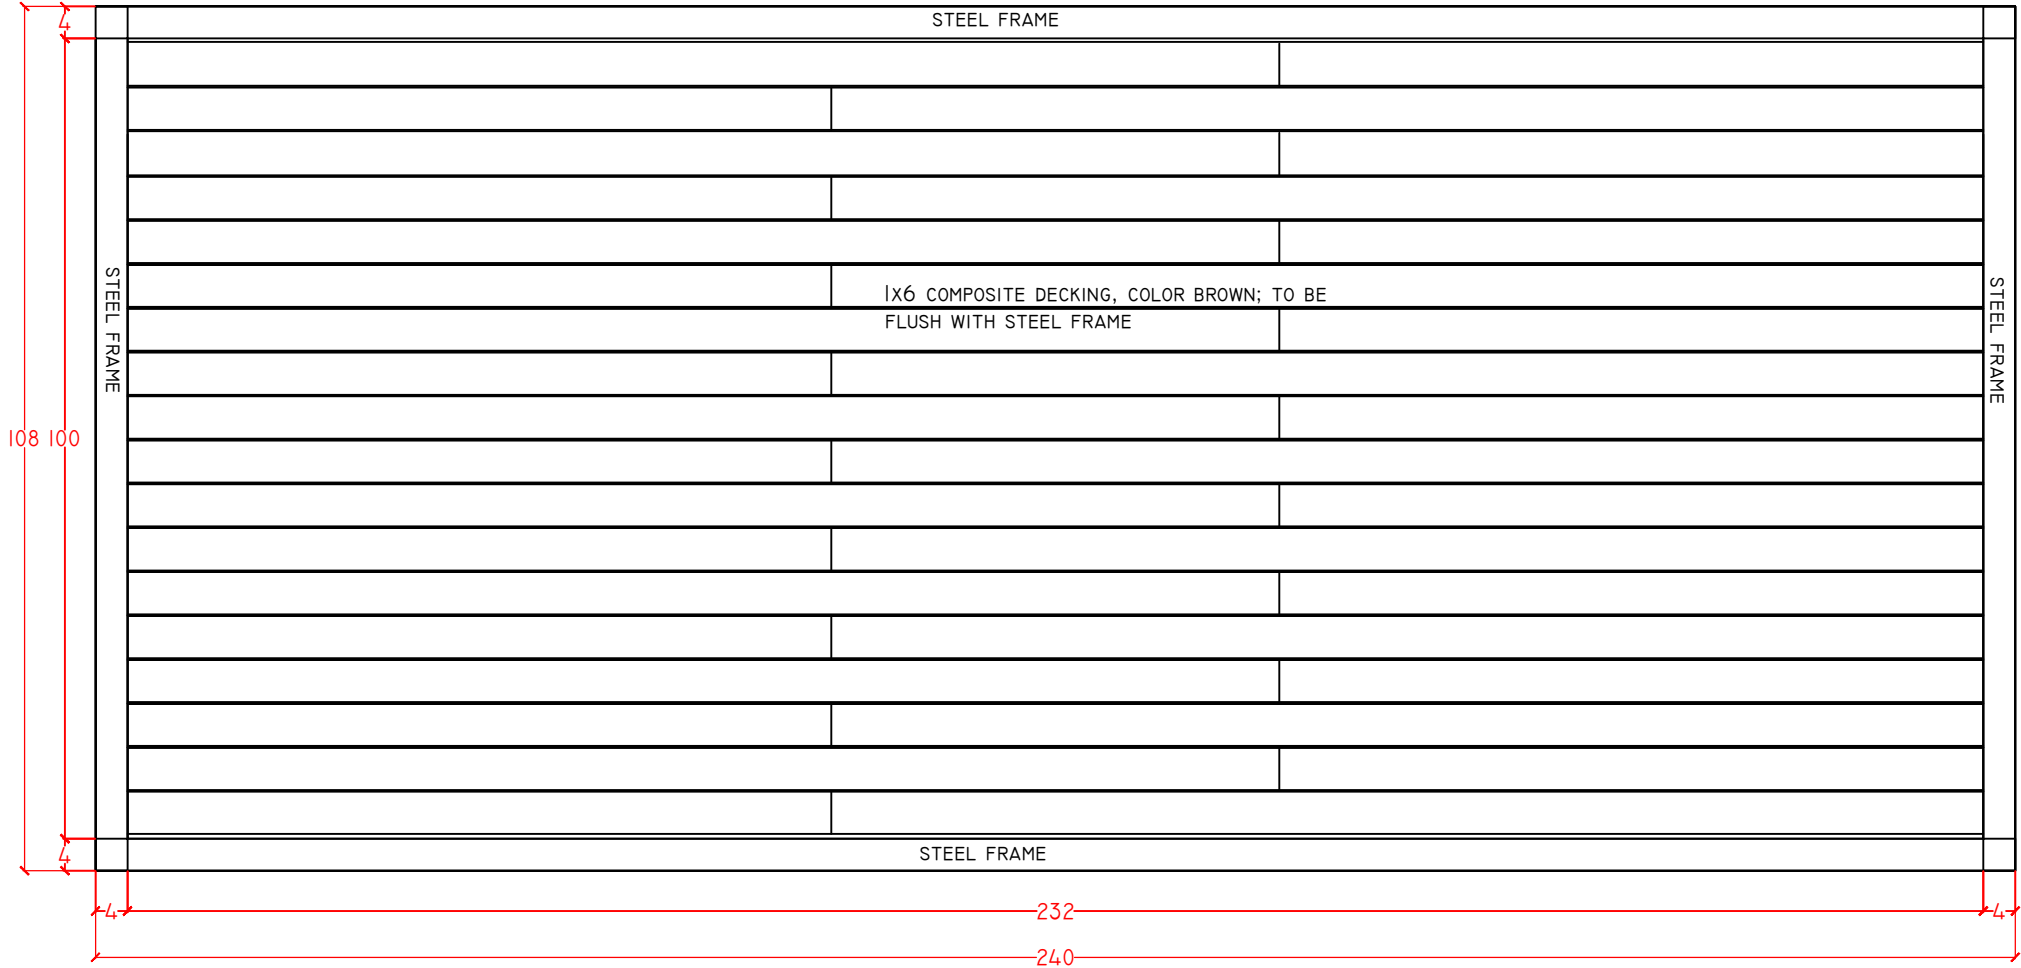 4
STEEL FRAME
STEEL FRAME
1X6 COMPOSITE DECKING, COLOR BROWN; TO BE
FLUSH WITH STEEL FRAME
STEEL FRAME
108
100
4
STEEL FRAME
4
232
4
240